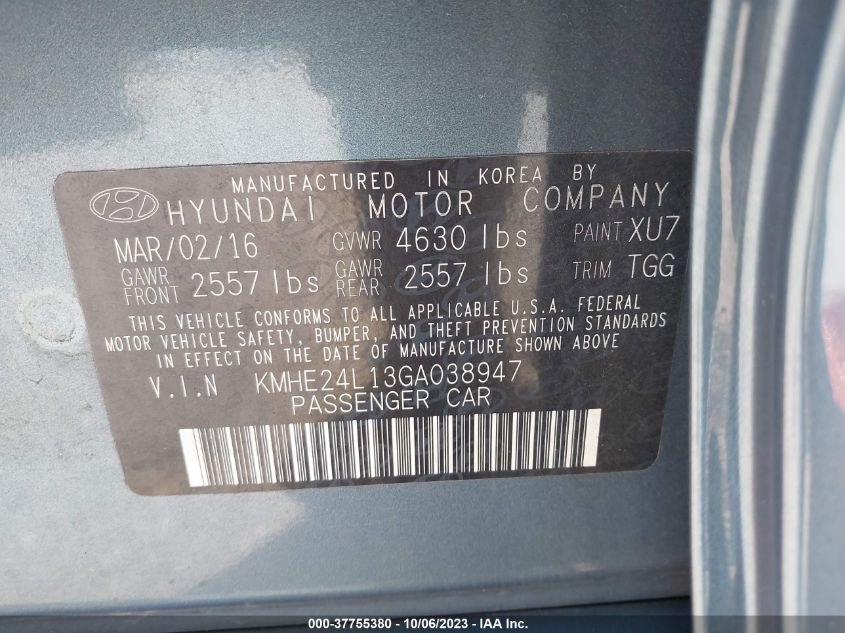 MANUFACTURED IN KOREA BY
HYUNDAI MOTOR COMPANY
MAR/02/16 GVWR 4630 lbs PAINT XU7
GAWR FRONT 2557 lbs GAWR REAR 2557 lbs TRIM TGG
THIS VEHICLE CONFORMS TO ALL APPLICABLE U.S.A. FEDERAL
MOTOR VEHICLE SAFETY, BUMPER, AND THEFT PREVENTION STANDARDS
IN EFFECT ON THE DATE OF MANUFACTURE SHOWN ABOVE.
V.I.N KMHE24L13GA038947
PASSENGER CAR
000-37755380 - 10/06/2023 - IAA Inc.